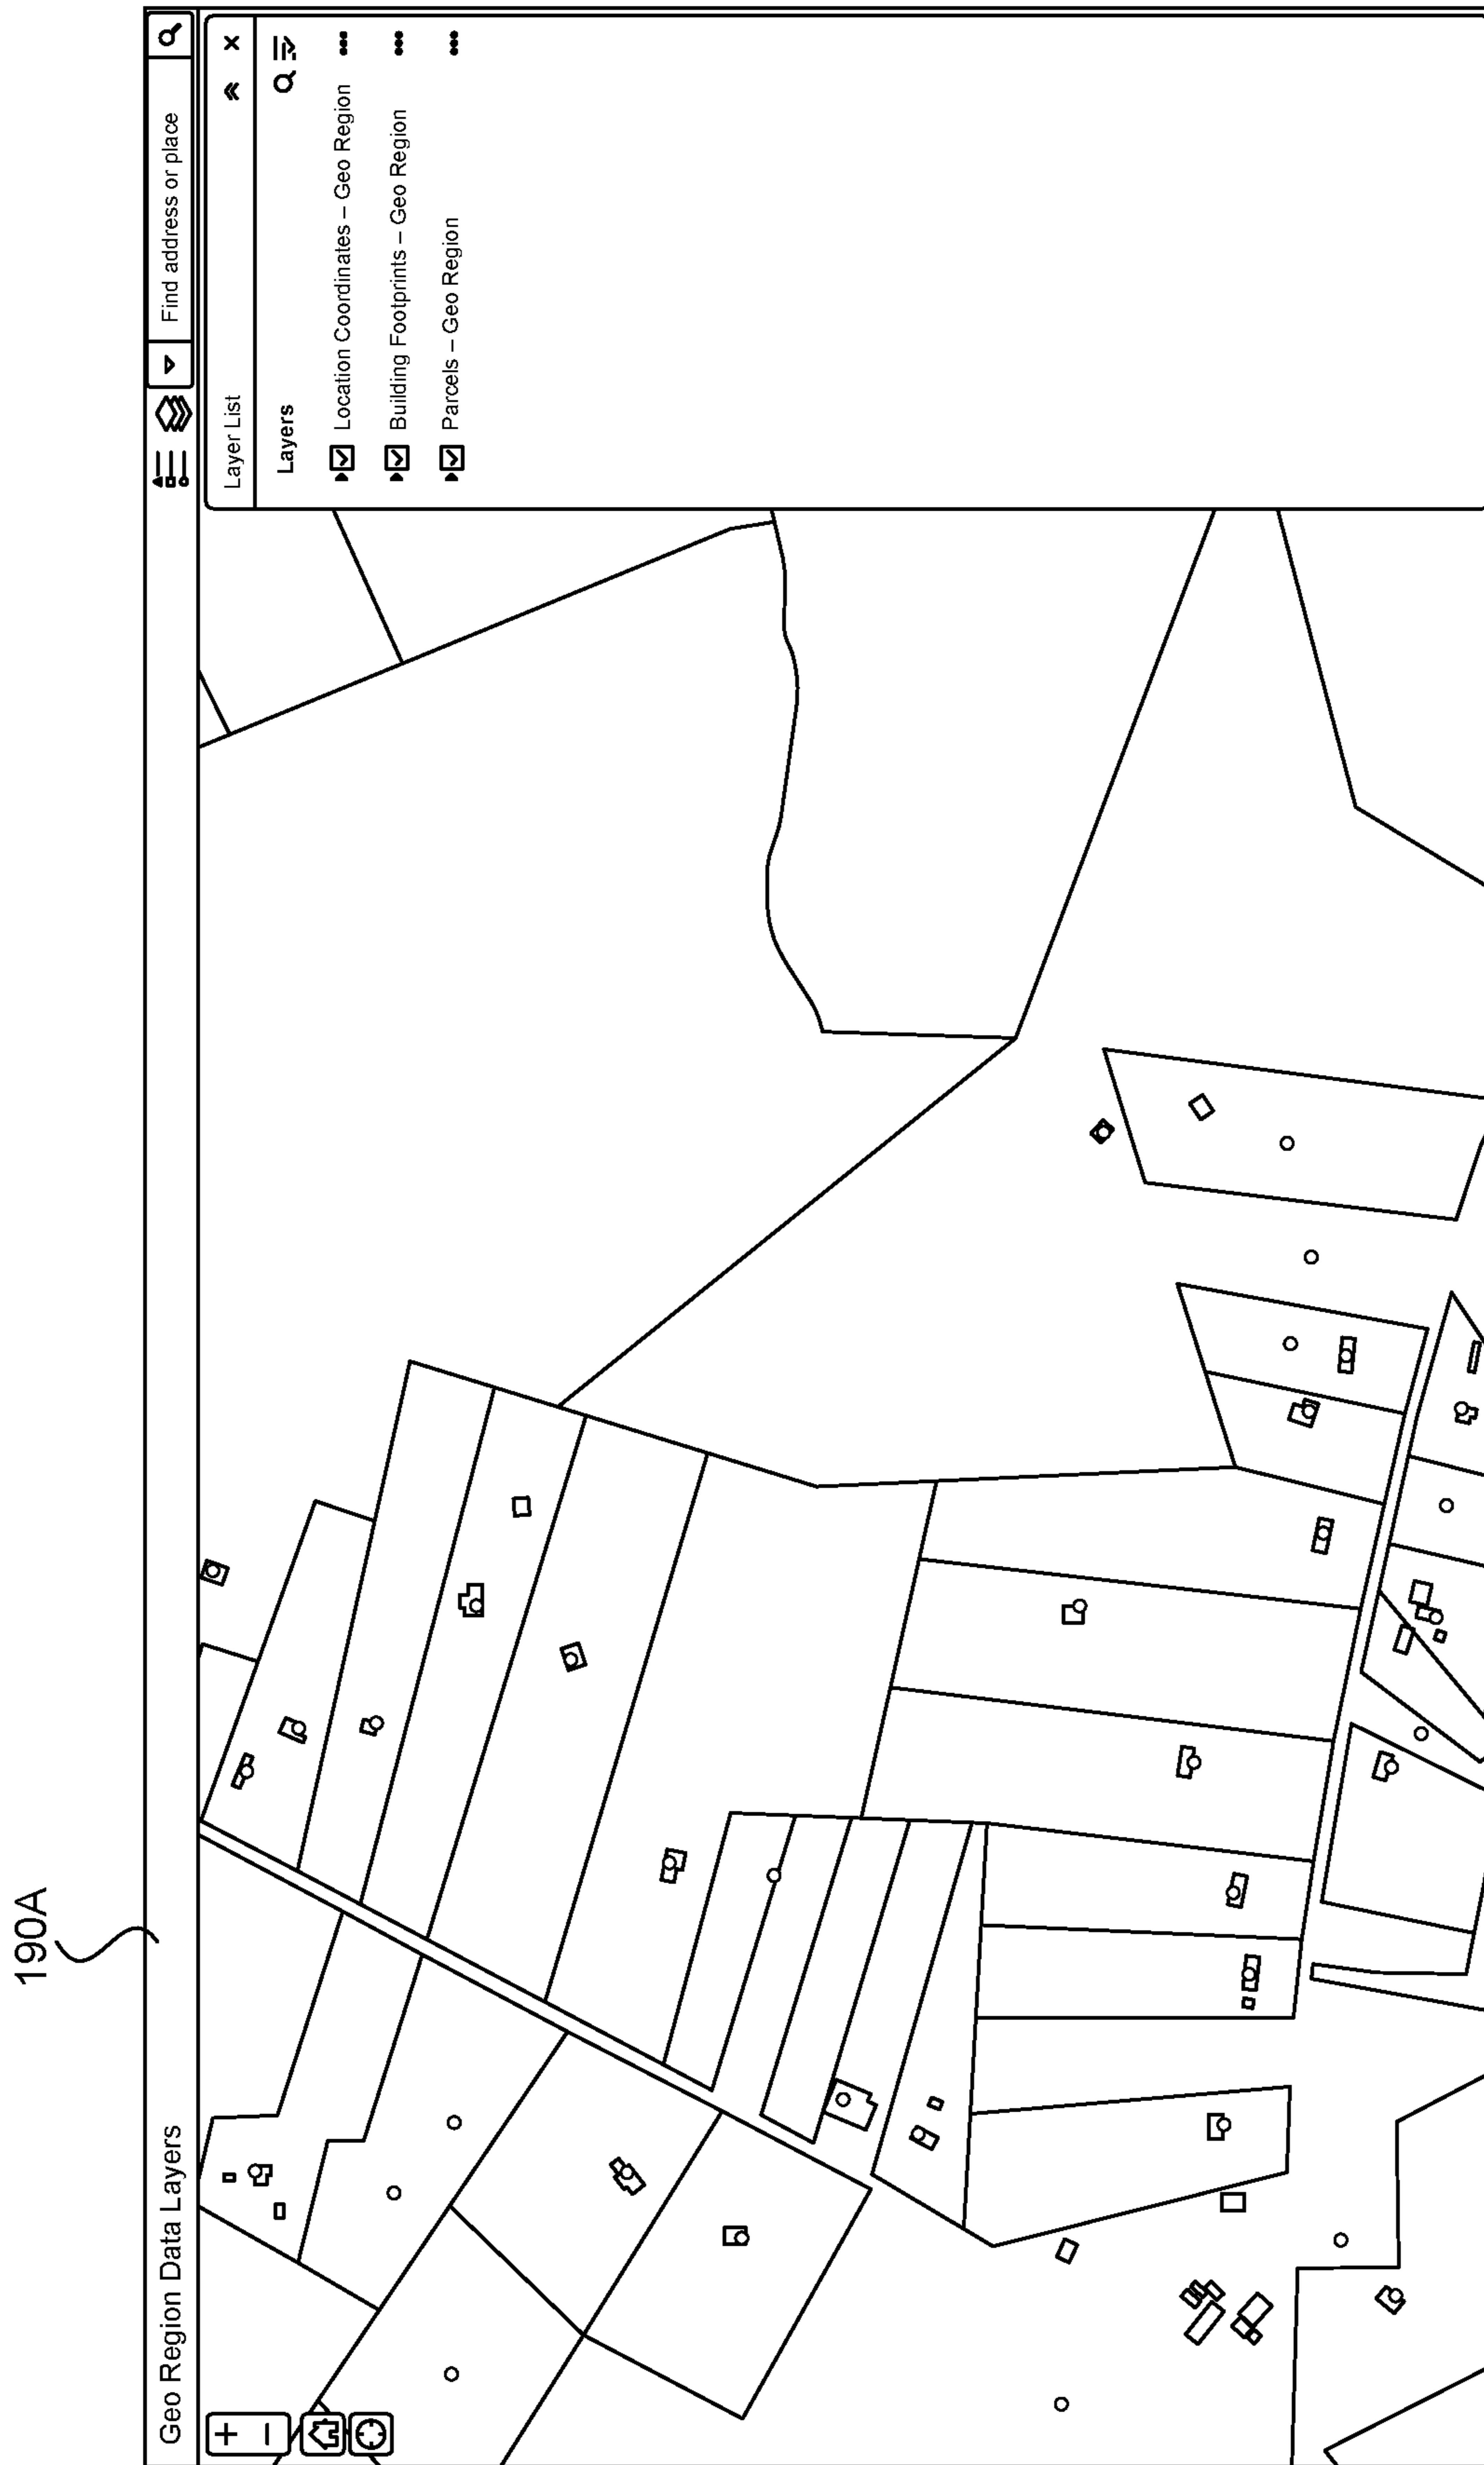 190A
Geo Region Data Layers
Find address or place
Layer List
Layers
Location Coordinates – Geo Region
Building Footprints – Geo Region
Parcels – Geo Region